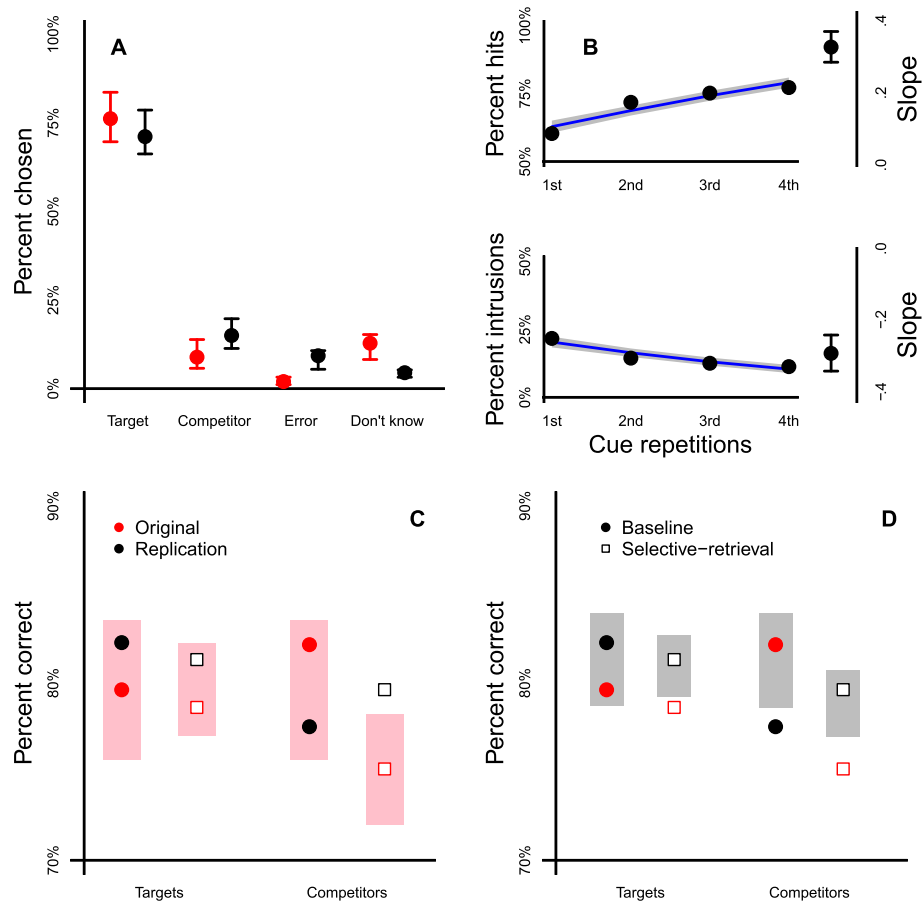 A
Percent chosen
100%
75%
50%
25%
0%
Target
Competitor
Error
Don't know
B
Percent hits
100%
75%
50%
1st
2nd
3rd
4th
Slope
.4
.2
.0
Percent intrusions
50%
25%
0%
1st
2nd
3rd
4th
Cue repetitions
Slope
.0
−.2
−.4
C
Original
Replication
Percent correct
90%
80%
70%
Targets
Competitors
D
Baseline
Selective−retrieval
Percent correct
90%
80%
70%
Targets
Competitors